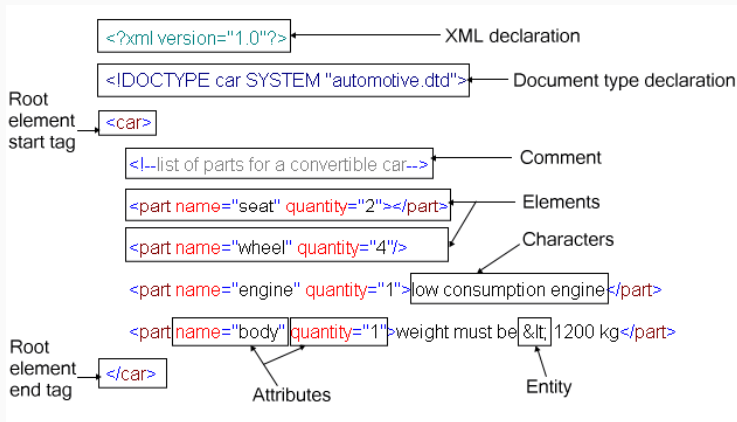 <?xml version="1.0"?>
XML declaration
<!DOCTYPE car SYSTEM "automotive.dtd">
Document type declaration
Root
element
start tag
<car>
<!--list of parts for a convertible car-->
Comment
<part name="seat" quantity="2"></part>
Elements
<part name="wheel" quantity="4"/>
Characters
<part name="engine" quantity="1">low consumption engine</part>
<part name="body" quantity="1">weight must be &lt; 1200 kg</part>
Root
element
end tag
</car>
Attributes
Entity